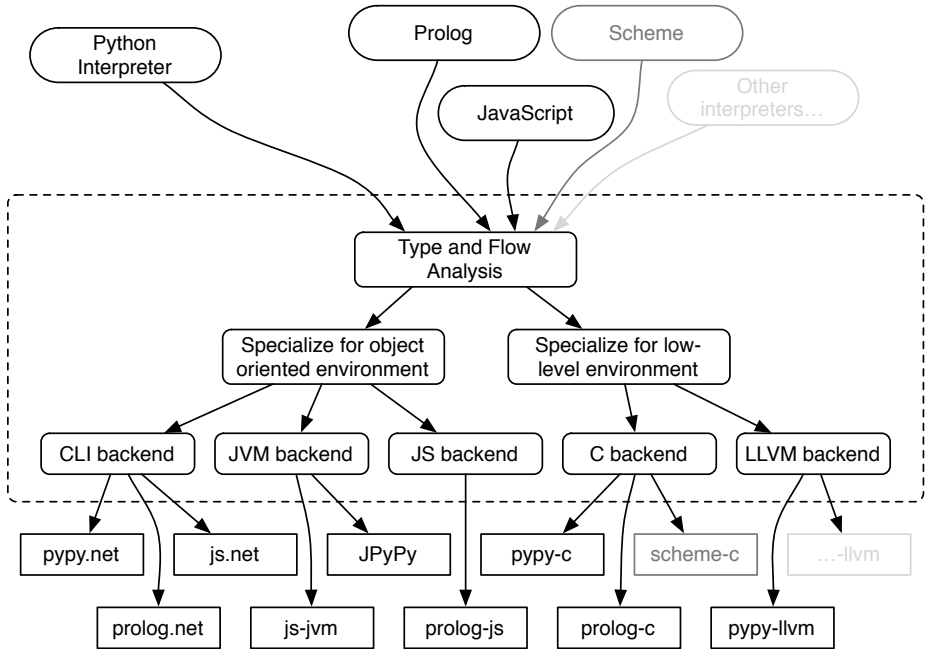 Python
Interpreter
Prolog
Scheme
Other
interpreters…
JavaScript
Type and Flow
Analysis
Specialize for object
oriented environment
Specialize for low-
level environment
CLI backend
JVM backend
JS backend
C backend
LLVM backend
pypy.net
js.net
JPyPy
pypy-c
scheme-c
…-llvm
prolog.net
js-jvm
prolog-js
prolog-c
pypy-llvm